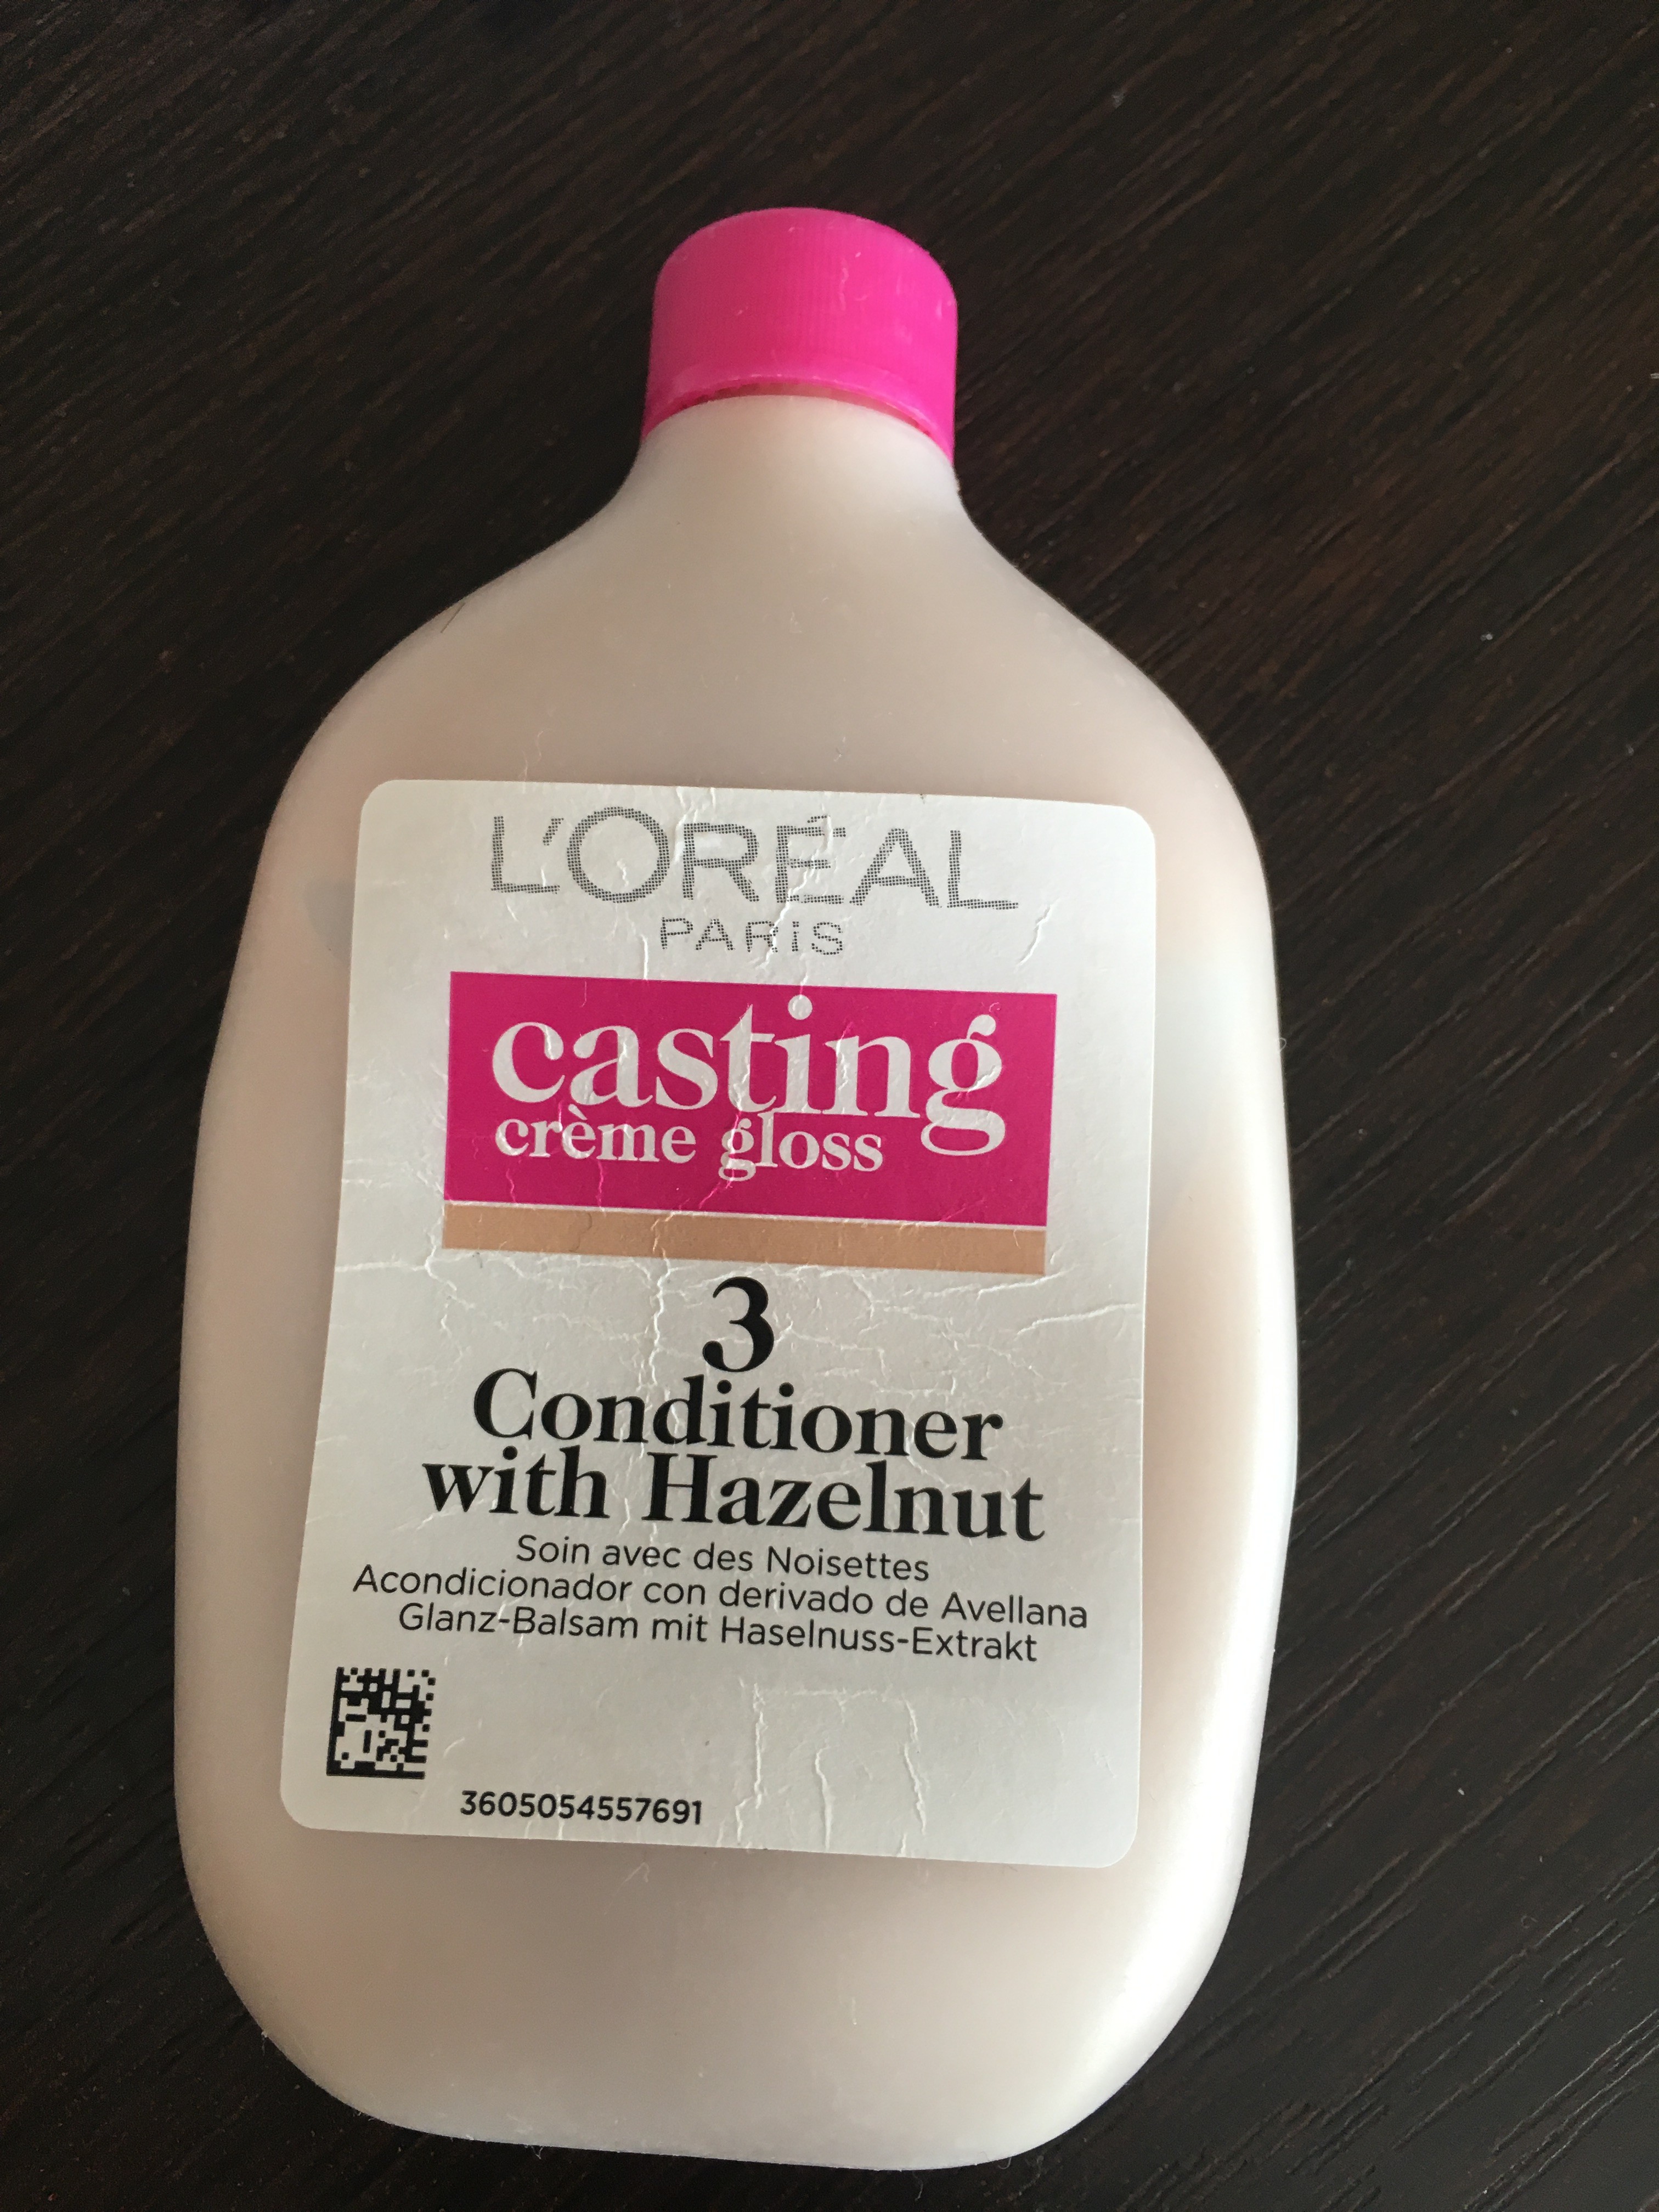 L'ORÉAL
PARIS
casting
crème gloss
3
Conditioner
with Hazelnut
Soin avec des Noisettes
Acondicionador con derivado de Avellana
Glanz-Balsam mit Haselnuss-Extrakt
3605054557691